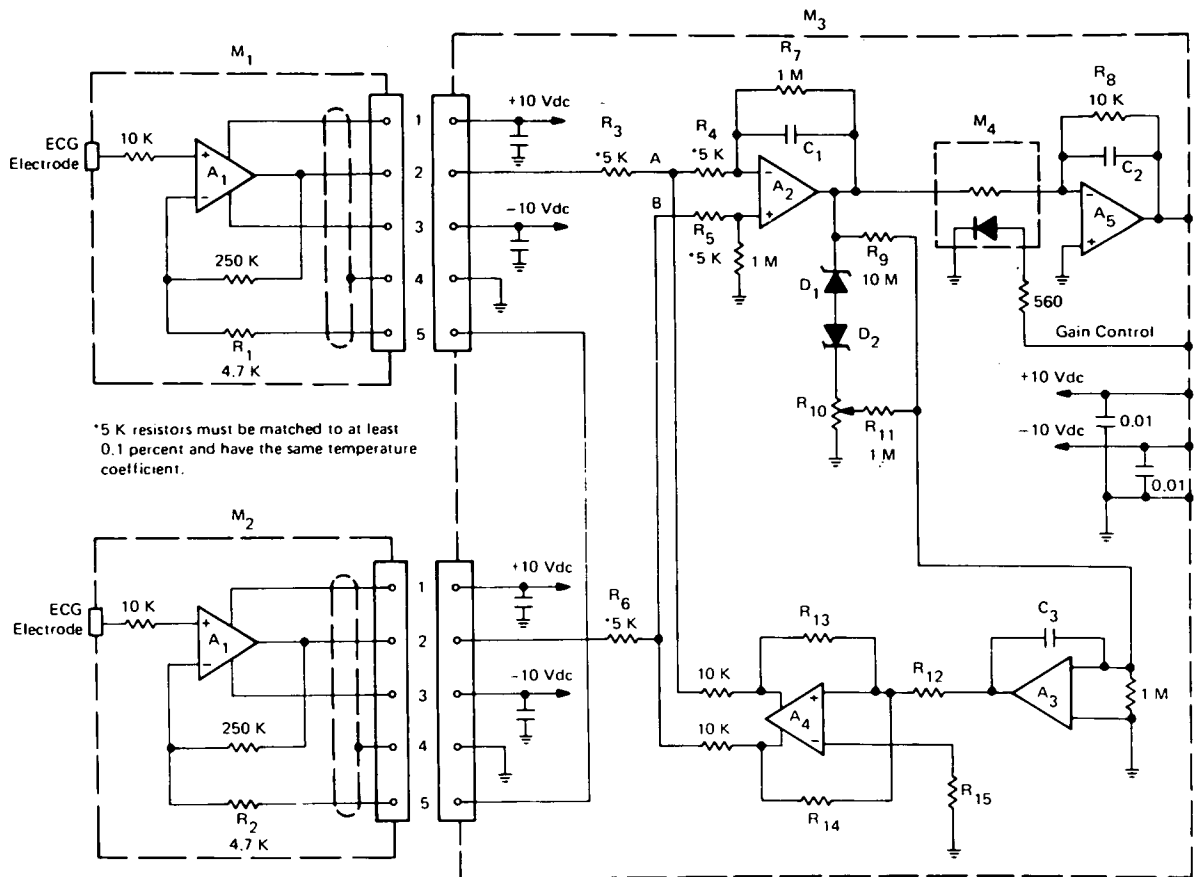 M3
M1
ECG
Electrode
10 K
+
A1
−
250 K
R1
4.7 K
1
2
3
4
5
+10 Vdc
−10 Vdc
R3
*5 K
A
R4
*5 K
B
R5
*5 K
1 M
R7
1 M
C1
−
A2
+
M4
R8
10 K
C2
−
A5
+
R9
10 M
D1
D2
560
Gain Control
R10
R11
1 M
+10 Vdc
0.01
−10 Vdc
0.01
*5 K resistors must be matched to at least
0.1 percent and have the same temperature
coefficient.
M2
ECG
Electrode
10 K
+
A1
−
250 K
R2
4.7 K
1
2
3
4
5
+10 Vdc
−10 Vdc
R6
*5 K
R13
10 K
10 K
A4
+
−
R12
R14
R15
C3
A3
1 M